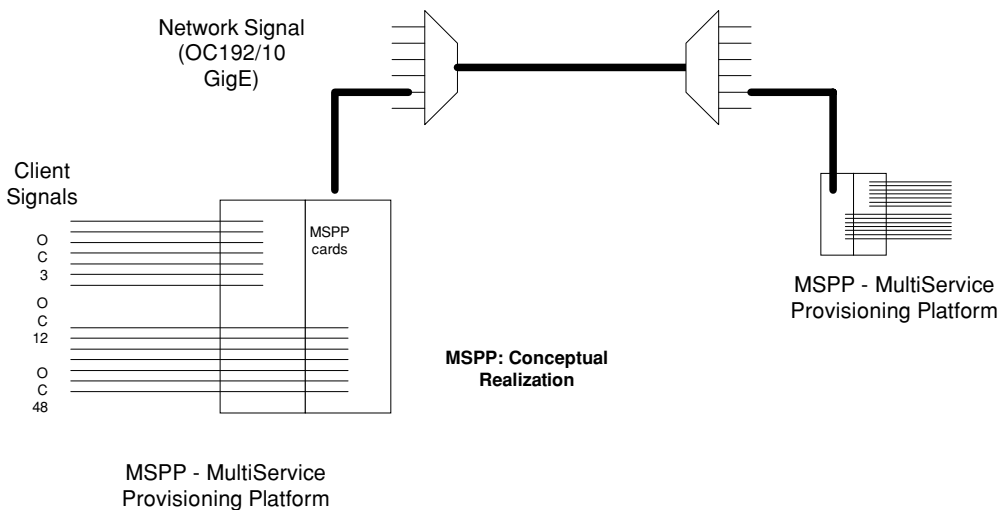 Network Signal
(OC192/10
GigE)
Client
Signals
O
C
3
O
C
12
O
C
48
MSPP
cards
MSPP - MultiService
Provisioning Platform
MSPP: Conceptual
Realization
MSPP - MultiService
Provisioning Platform